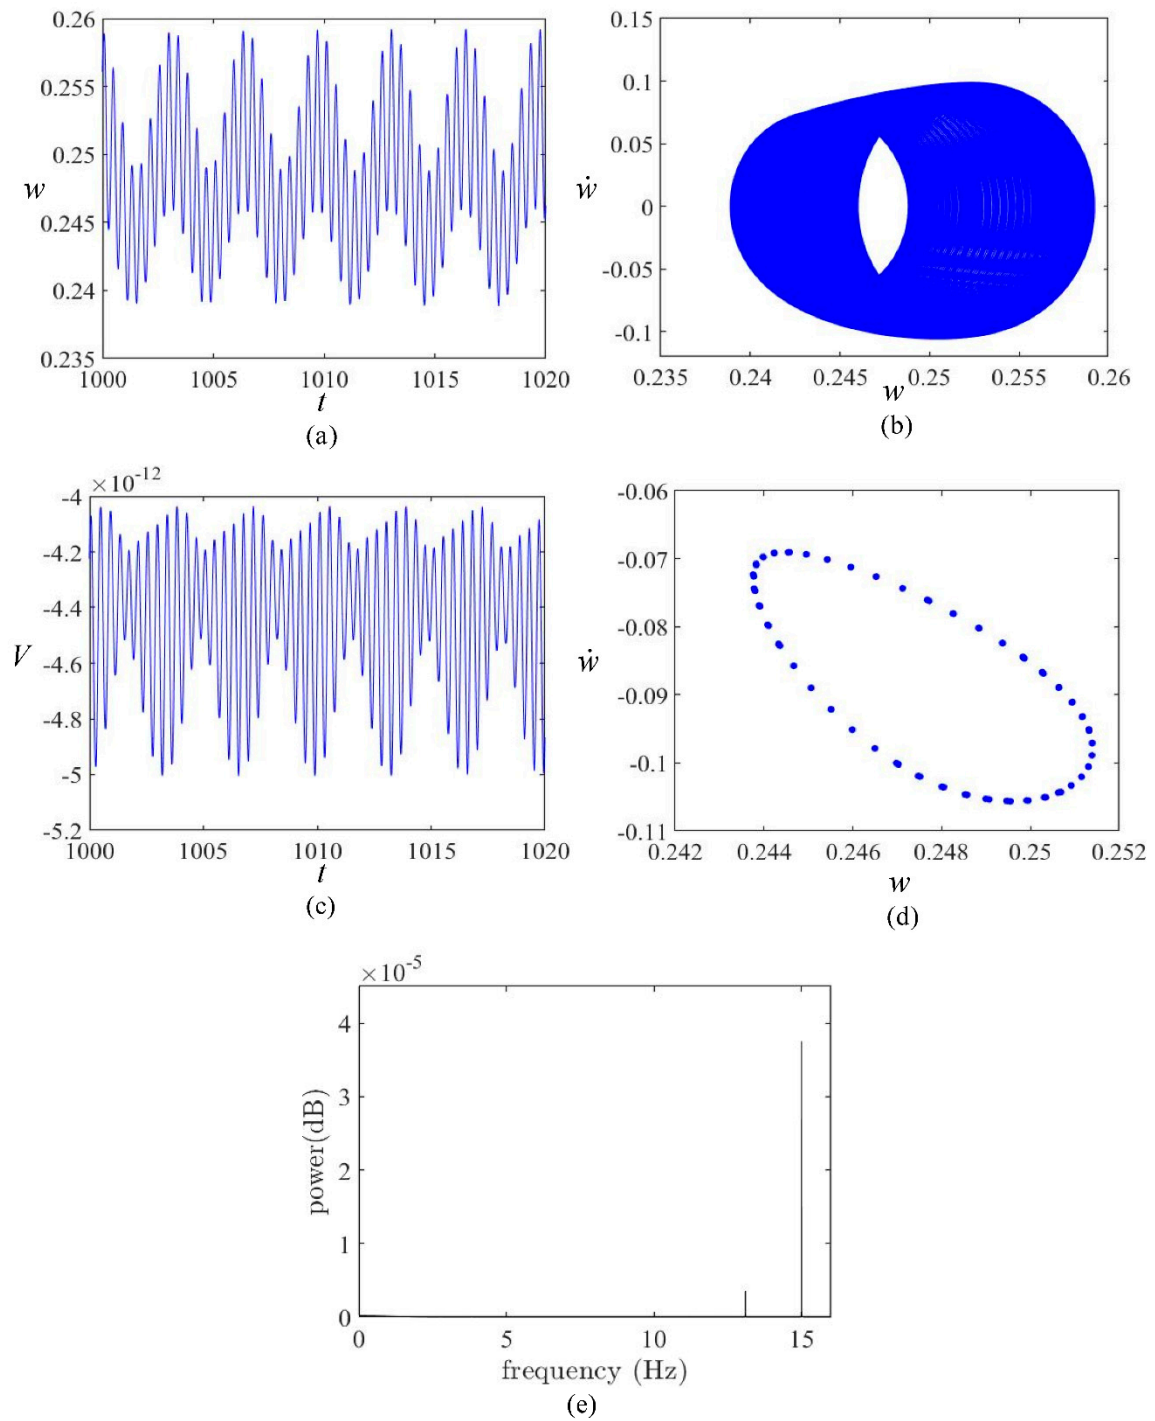 0.26
0.255
0.25
0.245
0.24
0.235
w
1000 1005 1010 1015 1020
t
(a)
0.15
0.1
0.05
0
-0.05
-0.1
ẇ
0.235 0.24 0.245 0.25 0.255 0.26
w
(b)
×10-12
-4
-4.2
-4.4
-4.6
-4.8
-5
-5.2
V
1000 1005 1010 1015 1020
t
(c)
-0.06
-0.07
-0.08
-0.09
-0.1
-0.11
ẇ
0.242 0.244 0.246 0.248 0.25 0.252
w
(d)
×10-5
4
3
2
1
0
power(dB)
0 5 10 15
frequency (Hz)
(e)